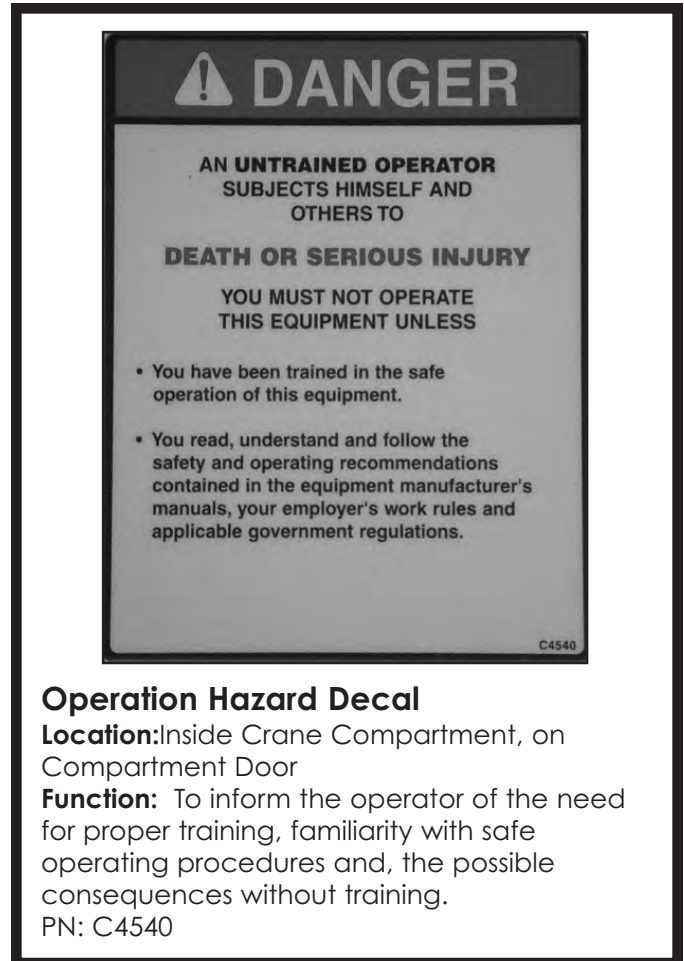 DANGER
AN UNTRAINED OPERATOR
SUBJECTS HIMSELF AND
OTHERS TO
DEATH OR SERIOUS INJURY
YOU MUST NOT OPERATE
THIS EQUIPMENT UNLESS
• You have been trained in the safe
operation of this equipment.
• You read, understand and follow the
safety and operating recommendations
contained in the equipment manufacturer's
manuals, your employer's work rules and
applicable government regulations.
C4540
Operation Hazard Decal
Location:Inside Crane Compartment, on
Compartment Door
Function: To inform the operator of the need
for proper training, familiarity with safe
operating procedures and, the possible
consequences without training.
PN: C4540